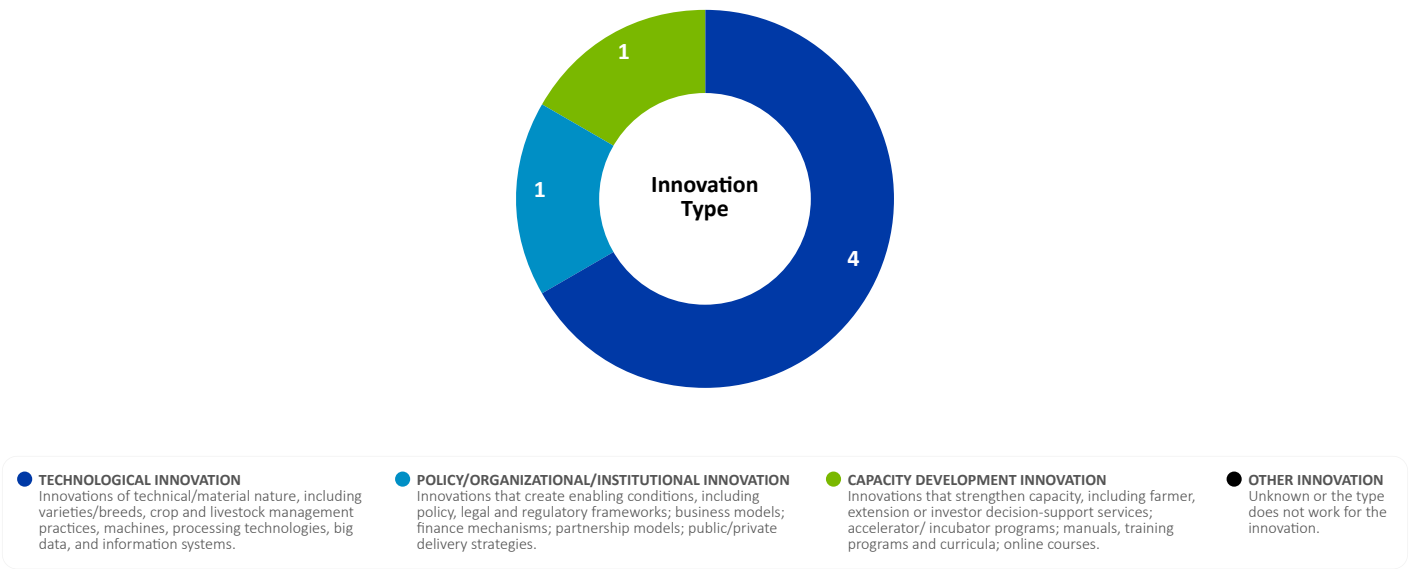 1
1
Innovation
Type
4
TECHNOLOGICAL INNOVATION
Innovations of technical/material nature, including
varieties/breeds, crop and livestock management
practices, machines, processing technologies, big
data, and information systems.
POLICY/ORGANIZATIONAL/INSTITUTIONAL INNOVATION
Innovations that create enabling conditions, including
policy, legal and regulatory frameworks; business models;
finance mechanisms; partnership models; public/private
delivery strategies.
CAPACITY DEVELOPMENT INNOVATION
Innovations that strengthen capacity, including farmer,
extension or investor decision-support services;
accelerator/ incubator programs; manuals, training
programs and curricula; online courses.
OTHER INNOVATION
Unknown or the type
does not work for the
innovation.